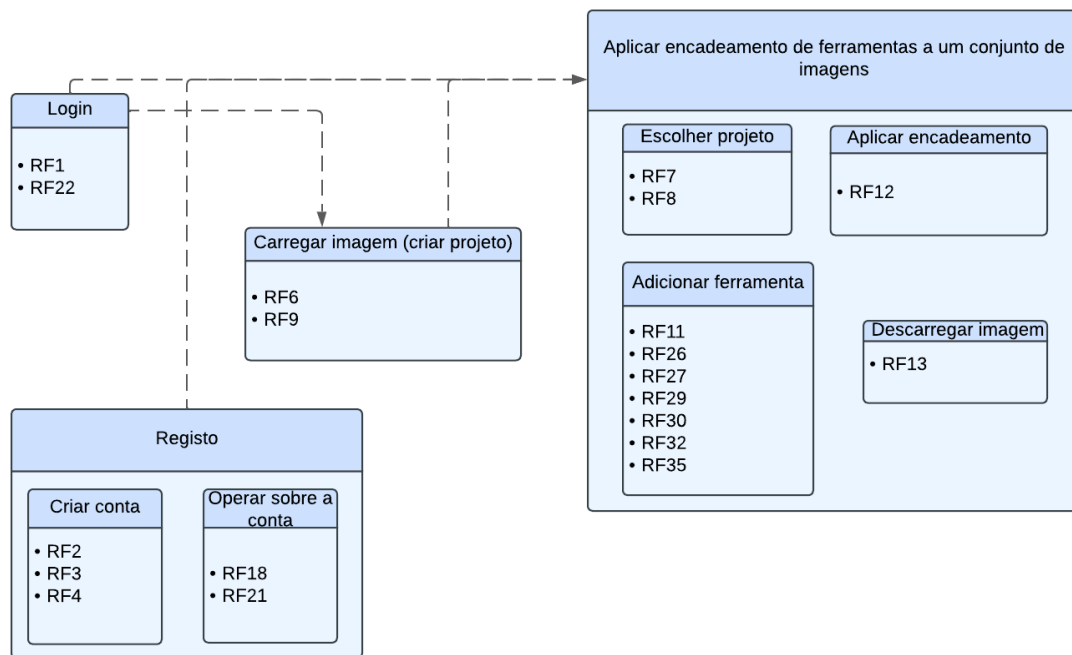 Aplicar encadeamento de ferramentas a um conjunto de
imagens
Login
• RF1
• RF22
Escolher projeto
• RF7
• RF8
Aplicar encadeamento
• RF12
Carregar imagem (criar projeto)
• RF6
• RF9
Adicionar ferramenta
• RF11
• RF26
• RF27
• RF29
• RF30
• RF32
• RF35
Descarregar imagem
• RF13
Registo
Criar conta
• RF2
• RF3
• RF4
Operar sobre a
conta
• RF18
• RF21